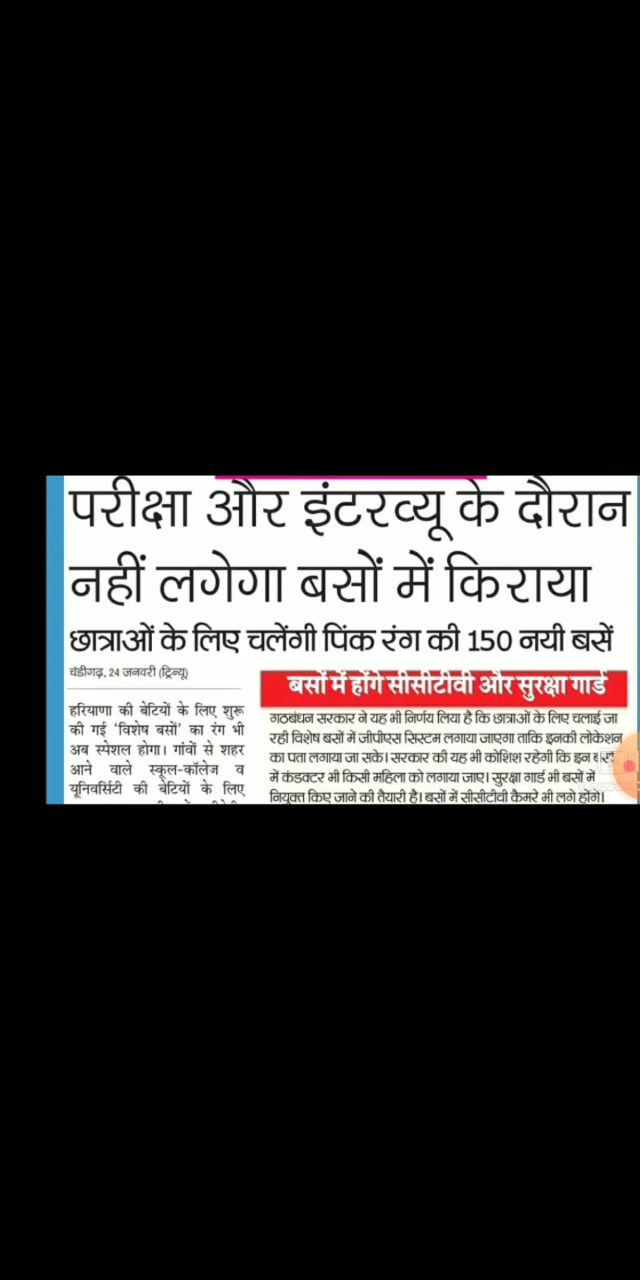 परीक्षा और इंटरव्यू के दौरान
नहीं लगेगा बसों में किराया
छात्राओं के लिए चलेंगी पिंक रंग की 150 नयी बसें
चंडीगढ़, 24 जनवरी (ट्रिन्यू)
हरियाणा की बेटियों के लिए शुरू
की गई 'विशेष बसों' का रंग भी
अब स्पेशल होगा। गांवों से शहर
आने वाले स्कूल-कॉलेज व
यूनिवर्सिटी की बेटियों के लिए
बसों में होंगे सीसीटीवी और सुरक्षा गार्ड
गठबंधन सरकार ने यह भी निर्णय लिया है कि छात्राओं के लिए चलाई जा
रही विशेष बसों में जीपीएस सिस्टम लगाया जाएगा ताकि इनकी लोकेशन
का पता लगाया जा सके। सरकार की यह भी कोशिश रहेगी कि इन
में कंडक्टर भी किसी महिला को लगाया जाए। सुरक्षा गार्ड भी बसों में
नियुक्त किए जाने की तैयारी है। बसों में सीसीटीवी कैमरे भी लगे होंगे।